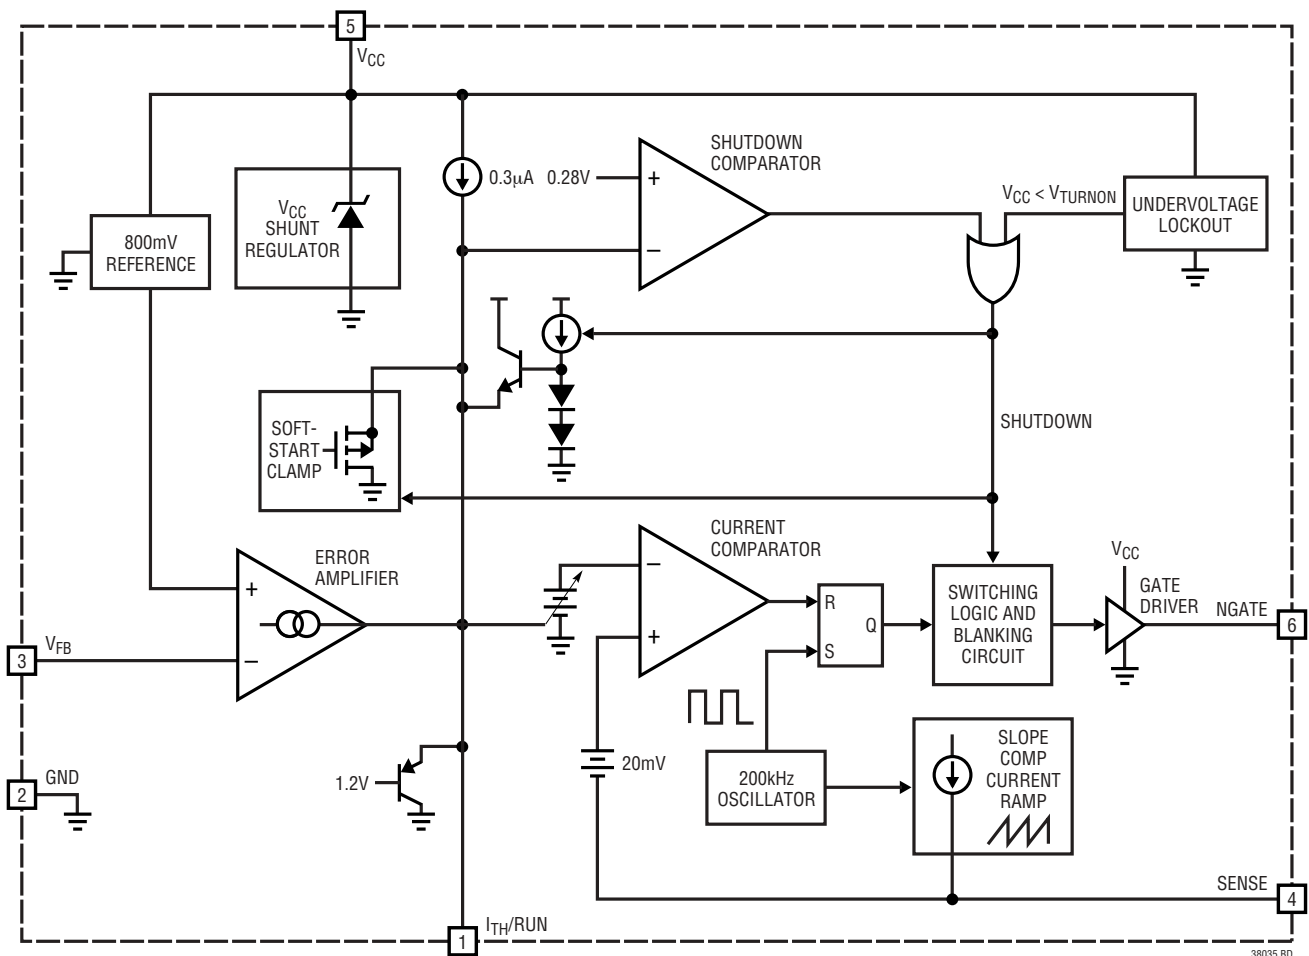 5
VCC
SHUTDOWN
COMPARATOR
0.3µA
0.28V
+
−
VCC < VTURNON
UNDERVOLTAGE
LOCKOUT
VCC
SHUNT
REGULATOR
800mV
REFERENCE
SOFT-
START
CLAMP
SHUTDOWN
ERROR
AMPLIFIER
+
−
CURRENT
COMPARATOR
−
+
R
S
Q
SWITCHING
LOGIC AND
BLANKING
CIRCUIT
VCC
GATE
DRIVER
NGATE
6
3
VFB
2
GND
1.2V
20mV
200kHz
OSCILLATOR
SLOPE
COMP
CURRENT
RAMP
SENSE
4
ITH/RUN
1
38035 BD